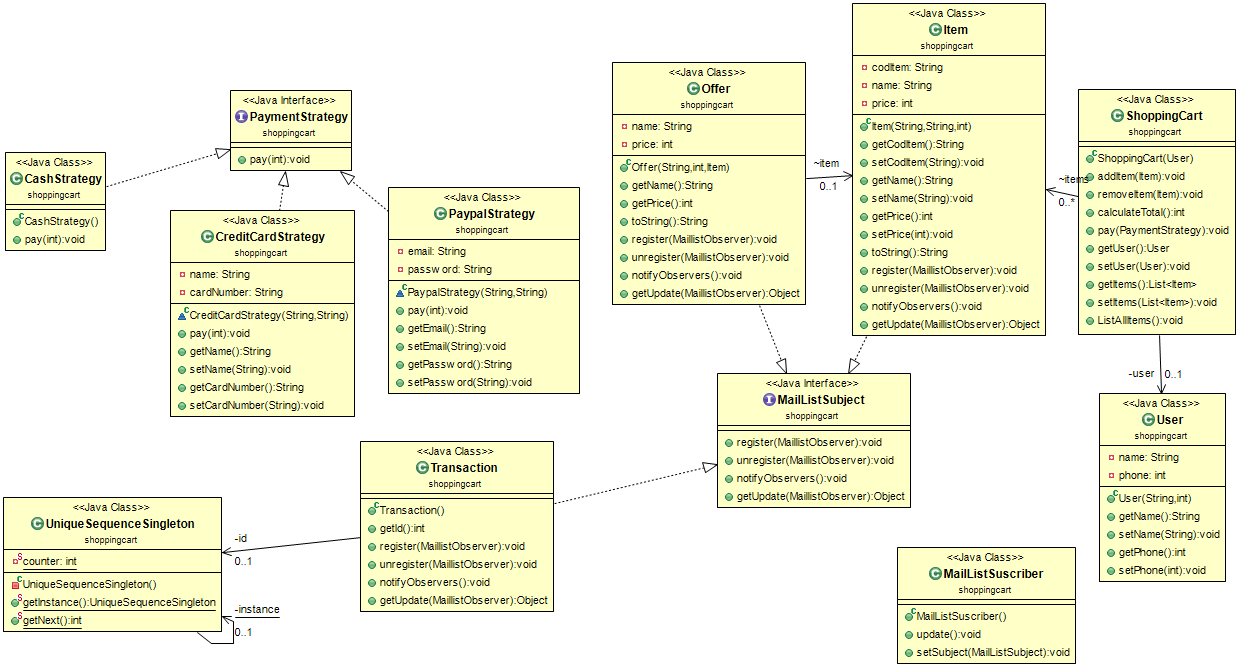 <<Java Class>>
CashStrategy
shoppingcart
CashStrategy()
pay(int):void
<<Java Interface>>
PaymentStrategy
shoppingcart
pay(int):void
<<Java Class>>
CreditCardStrategy
shoppingcart
name: String
cardNumber: String
CreditCardStrategy(String,String)
pay(int):void
getName():String
setName(String):void
getCardNumber():String
setCardNumber(String):void
<<Java Class>>
PaypalStrategy
shoppingcart
email: String
password: String
PaypalStrategy(String,String)
pay(int):void
getEmail():String
setEmail(String):void
getPassword():String
setPassword(String):void
<<Java Class>>
Offer
shoppingcart
name: String
price: int
Offer(String,int,Item)
getName():String
getPrice():int
toString():String
register(MaillistObserver):void
unregister(MaillistObserver):void
notifyObservers():void
getUpdate(MaillistObserver):Object
~item
0..1
<<Java Class>>
Item
shoppingcart
codItem: String
name: String
price: int
Item(String,String,int)
getCodItem():String
setCodItem(String):void
getName():String
setName(String):void
getPrice():int
setPrice(int):void
toString():String
register(MaillistObserver):void
unregister(MaillistObserver):void
notifyObservers():void
getUpdate(MaillistObserver):Object
~items
0..*
<<Java Class>>
ShoppingCart
shoppingcart
ShoppingCart(User)
addItem(Item):void
removeItem(Item):void
calculateTotal():int
pay(PaymentStrategy):void
getUser():User
setUser(User):void
getItems():List<Item>
setItems(List<Item>):void
ListAllItems():void
-user
0..1
<<Java Class>>
User
shoppingcart
name: String
phone: int
User(String,int)
getName():String
setName(String):void
getPhone():int
setPhone(int):void
<<Java Interface>>
MailListSubject
shoppingcart
register(MaillistObserver):void
unregister(MaillistObserver):void
notifyObservers():void
getUpdate(MaillistObserver):Object
<<Java Class>>
Transaction
shoppingcart
Transaction()
getId():int
register(MaillistObserver):void
unregister(MaillistObserver):void
notifyObservers():void
getUpdate(MaillistObserver):Object
-id
0..1
<<Java Class>>
UniqueSequenceSingleton
shoppingcart
counter: int
UniqueSequenceSingleton()
getInstance():UniqueSequenceSingleton
getNext():int
-instance
0..1
<<Java Class>>
MailListSuscriber
shoppingcart
MailListSuscriber()
update():void
setSubject(MailListSubject):void